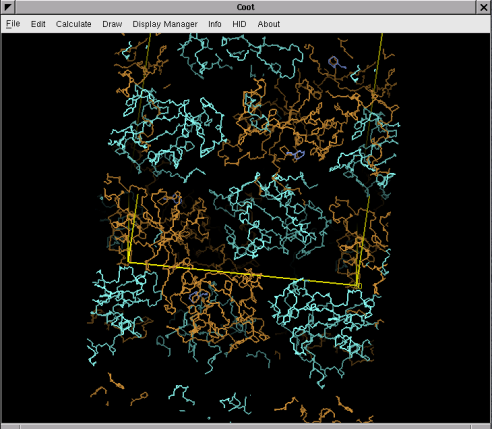 Coot
File Edit Calculate Draw Display Manager Info HID About